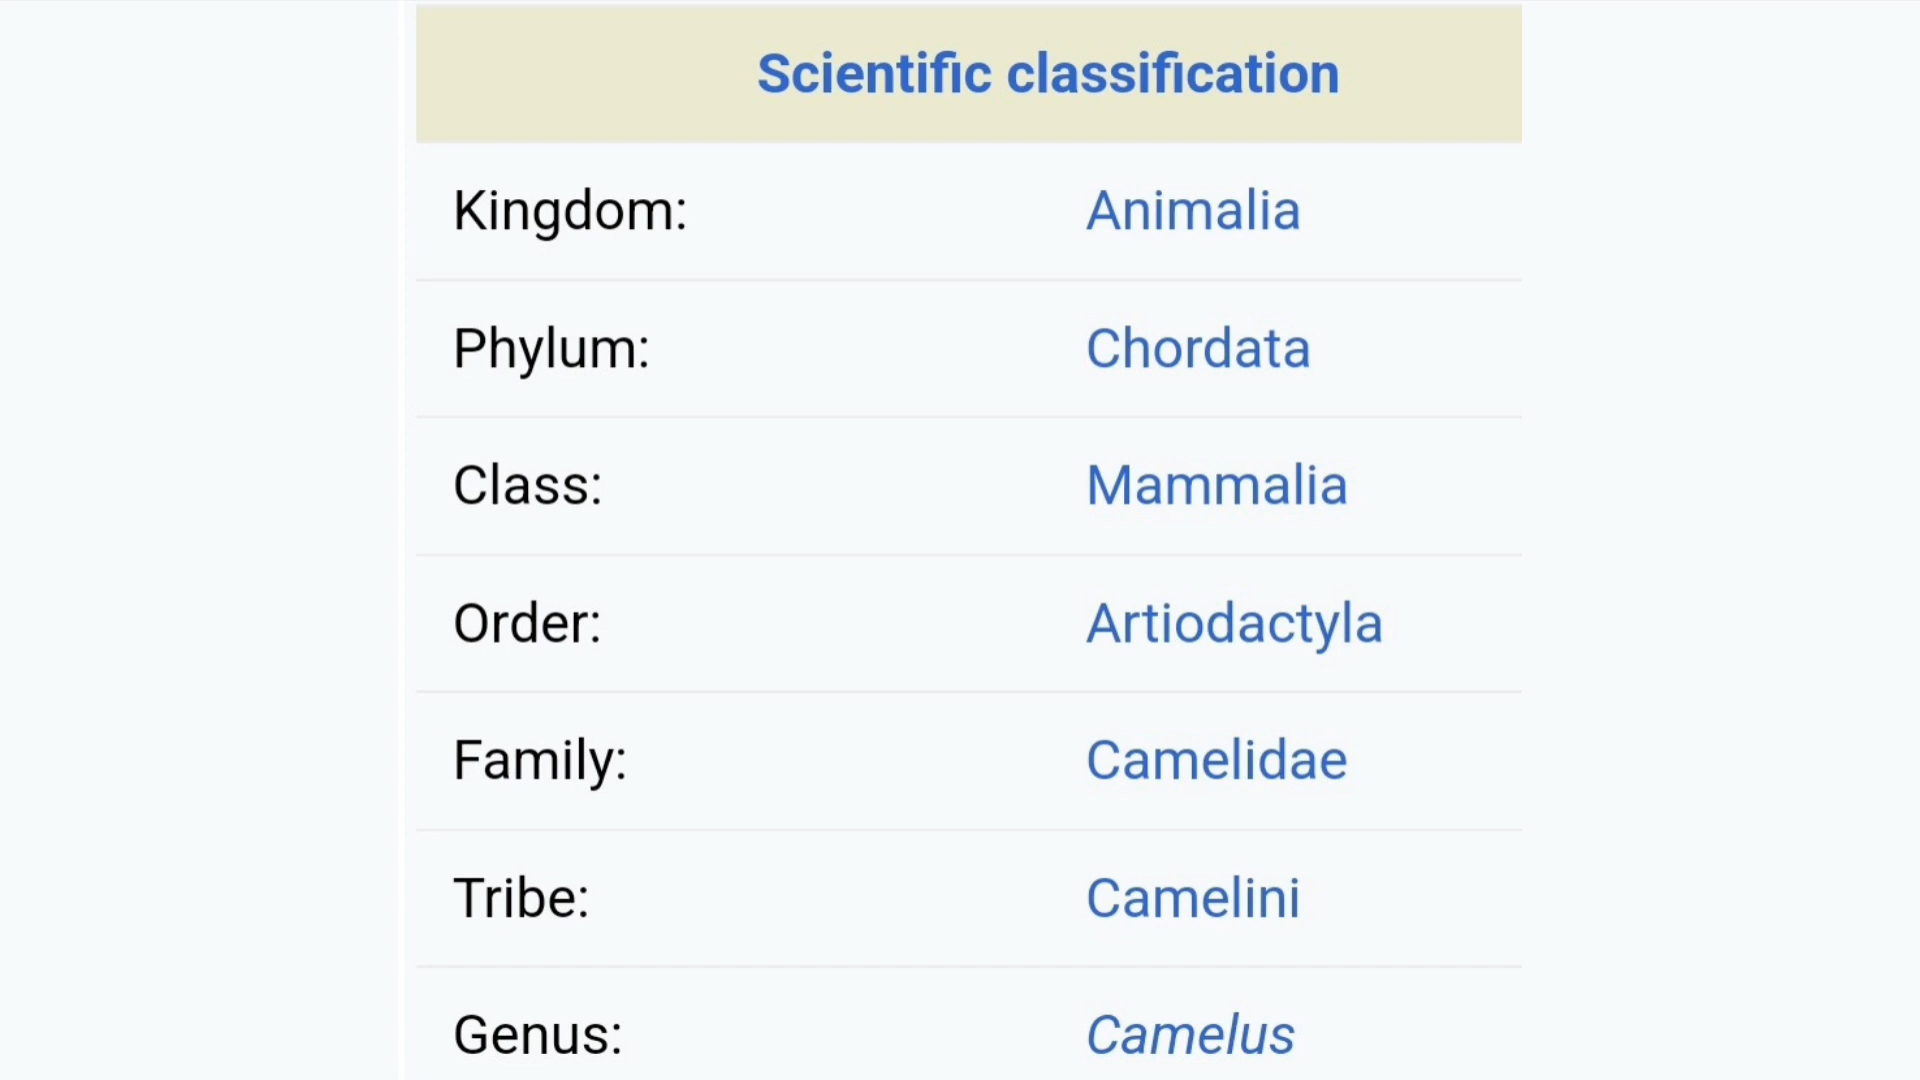 Scientific classification
Kingdom: Animalia
Phylum: Chordata
Class: Mammalia
Order: Artiodactyla
Family: Camelidae
Tribe: Camelini
Genus: Camelus